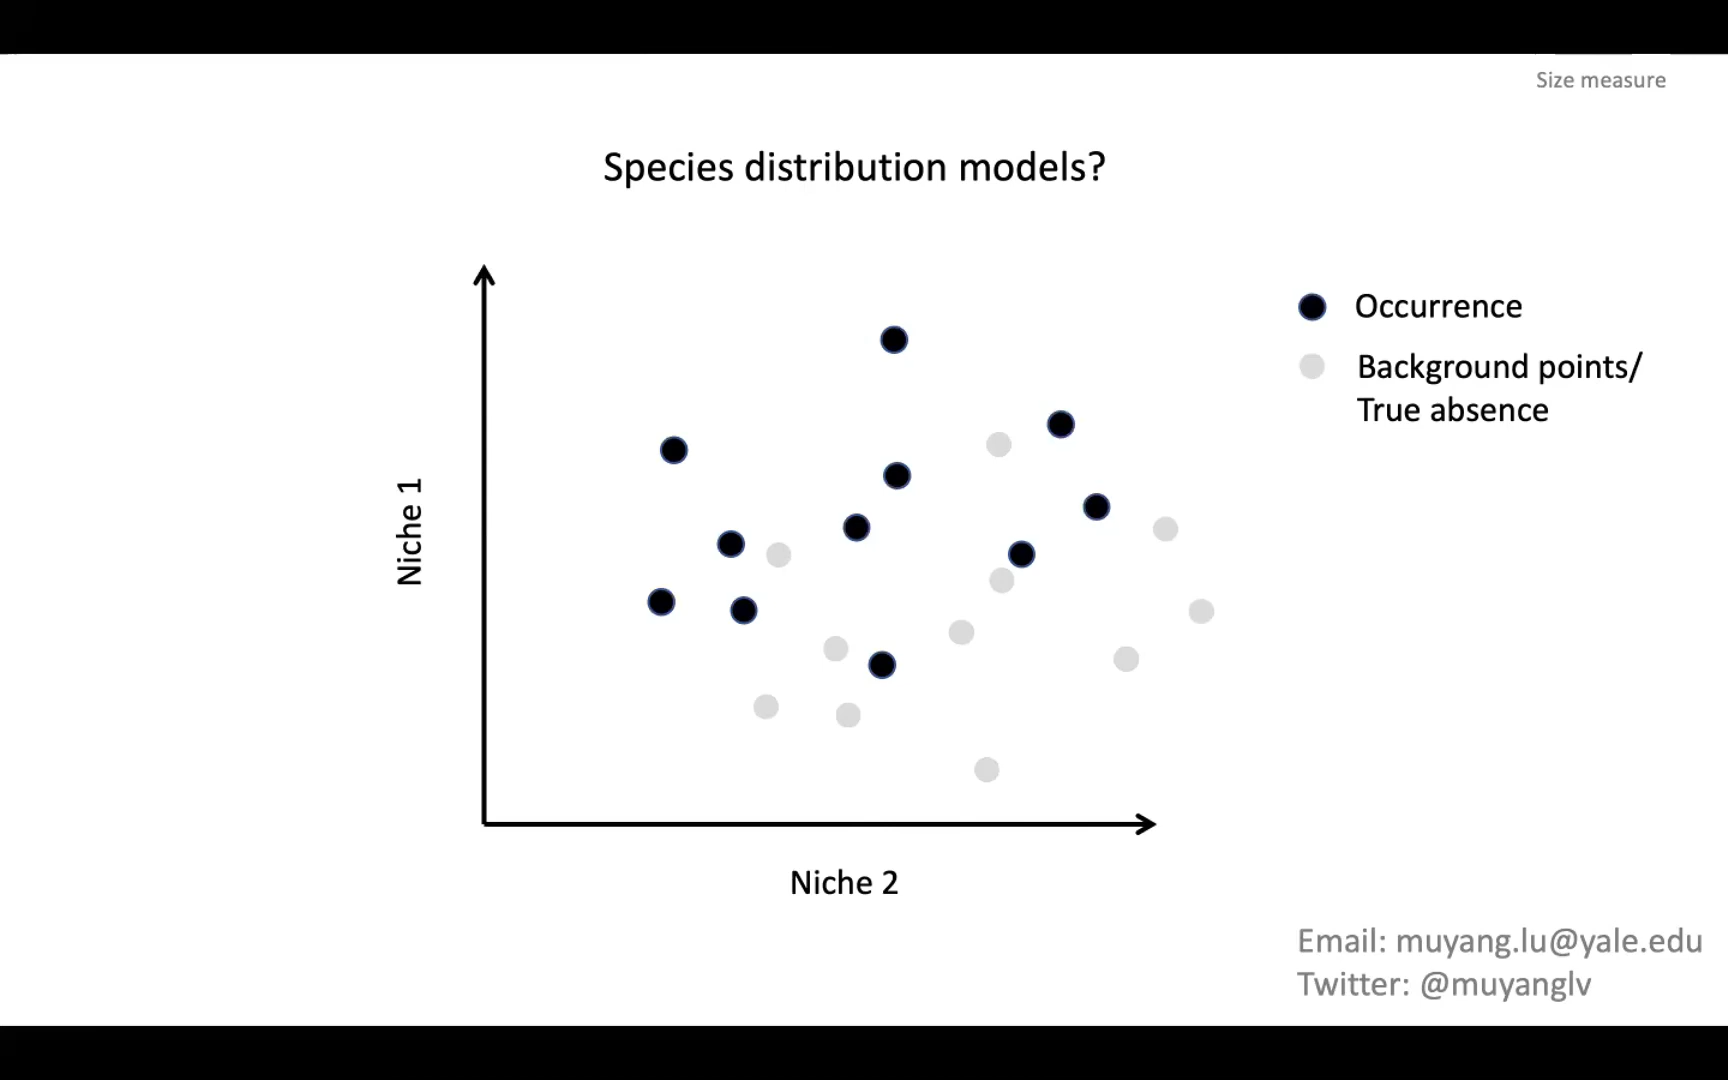 Size measure
Species distribution models?
Occurrence
Background points/
True absence
Niche 1
Niche 2
Email: muyang.lu@yale.edu
Twitter: @muyanglv